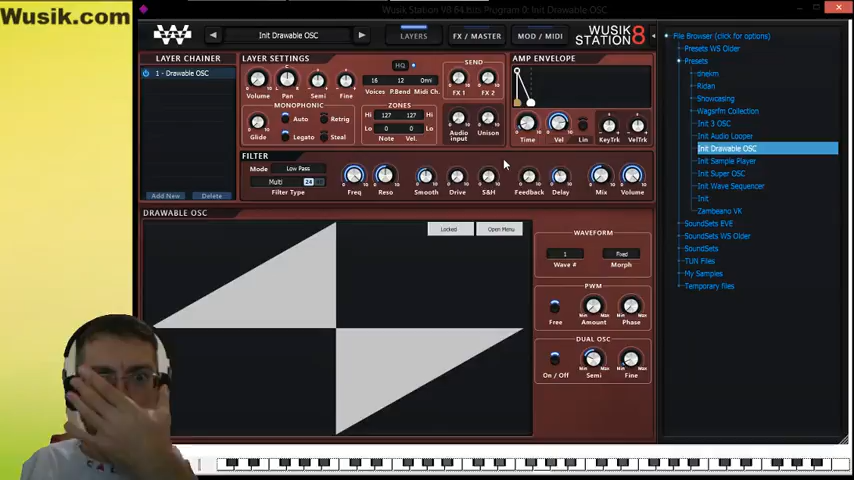 Wusik.com
Wusik Station V8 64 bits Program 0: Init Drawable OSC
Init Drawable OSC
LAYERS
FX / MASTER
MOD / MIDI
WUSIK
STATION 8
LAYER CHAINER
1 - Drawable OSC
Add New
Delete
LAYER SETTINGS
HQ
SEND
Volume
Pan
Semi
Fine
16
12
Omni
Voices
P.Bend
Midi Ch.
FX 1
FX 2
MONOPHONIC
Glide
Auto
Retrig
Legato
Steal
ZONES
Hi
127
127
Hi
Lo
0
0
Lo
Note
Vel.
Audio
input
Unison
AMP ENVELOPE
Time
Vel
Lin
KeyTrk
VelTrk
FILTER
Mode
Low Pass
Multi
24
Filter Type
Freq
Reso
Smooth
Drive
S&H
Feedback
Delay
Mix
Volume
DRAWABLE OSC
Locked
Open Menu
WAVEFORM
1
Fixed
Wave #
Morph
PWM
Free
Min
Amount
Max
Min
Phase
Max
DUAL OSC
On / Off
Semi
Min
Fine
Max
File Browser (click for options)
Presets WS Older
Presets
dnekm
Ridan
Showcasing
Wagsrfm Collection
Init 3 OSC
Init Audio Looper
Init Drawable OSC
Init Sample Player
Init Super OSC
Init Wave Sequencer
Init
Zambeano VK
SoundSets EVE
SoundSets WS Older
SoundSets
TUN Files
My Samples
Temporary files